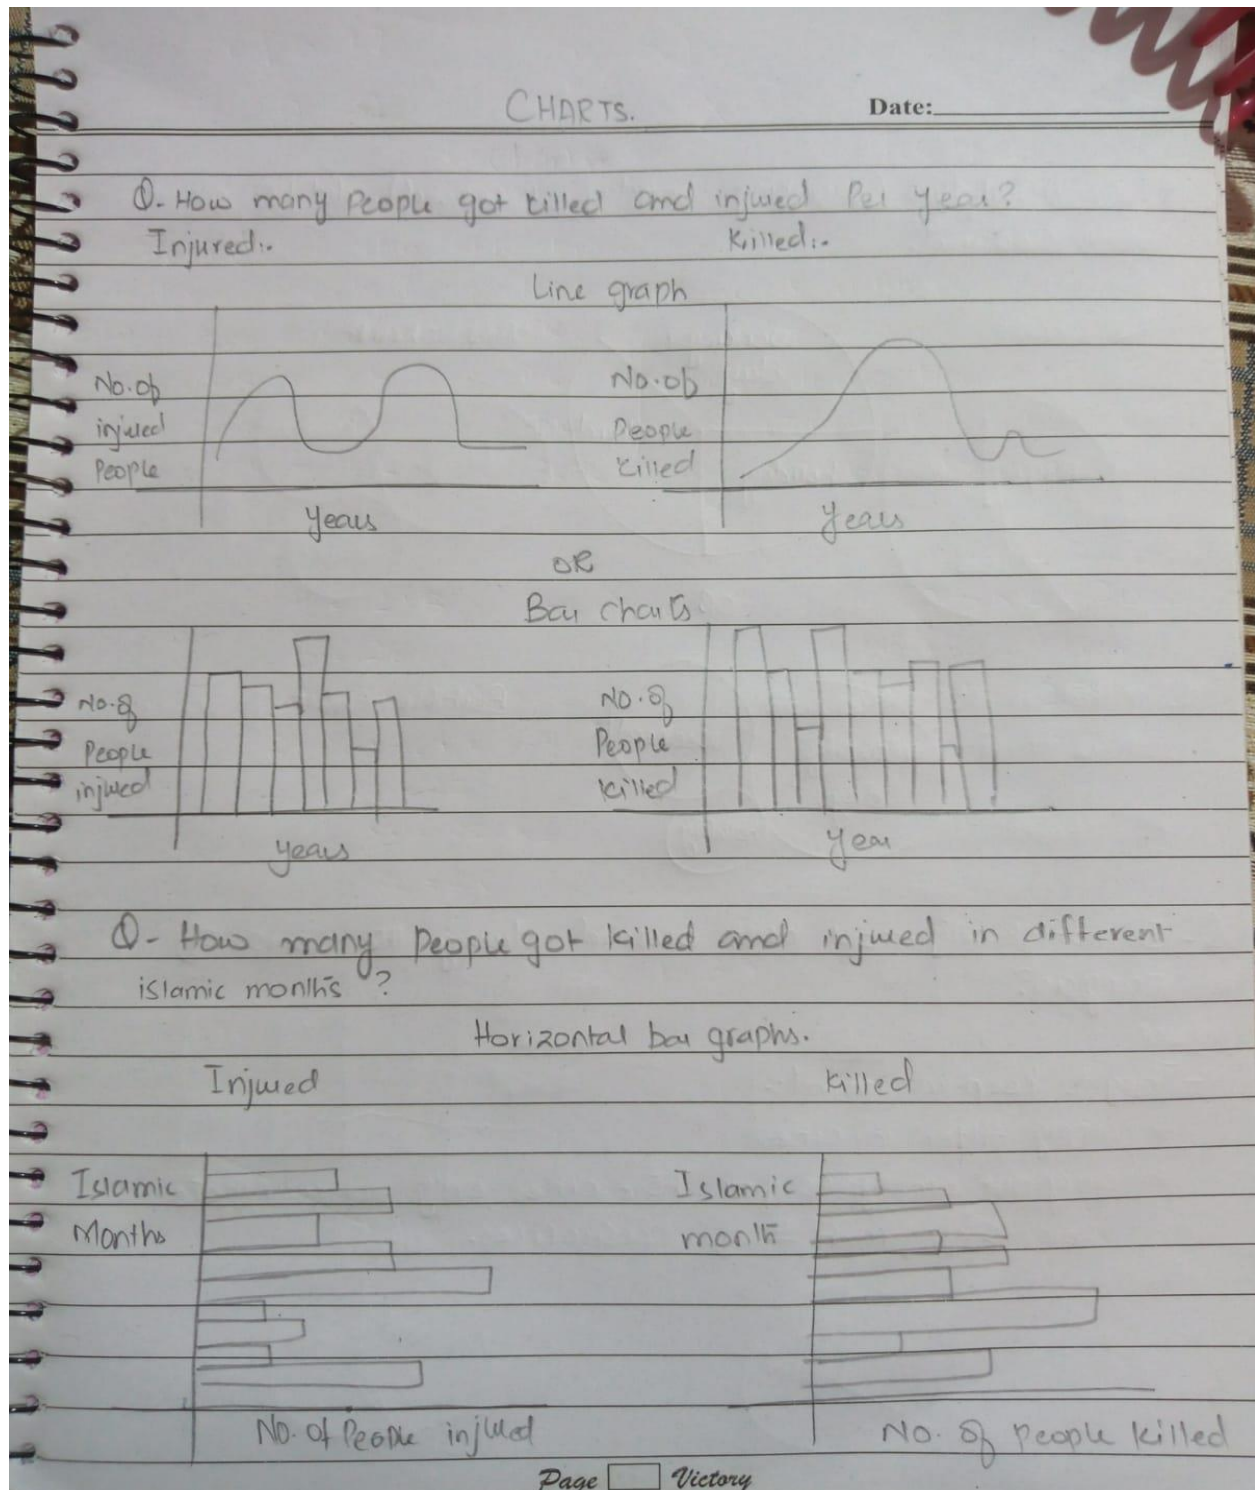 CHARTS.
Date:
Q. How many People got killed and injured Per year?
Injured:-
Killed:-
Line graph
No. of
injured
People
Years
No. of
People
killed
Years
OR
Bar charts.
No. of
People
injured
years
No. of
People
killed
year
Q- How many People got killed and injured in different
islamic months ?
Horizontal bar graphs.
Injured
Killed
Islamic
Months
No. of People injured
Islamic
month
No. of people killed
Page
Victory